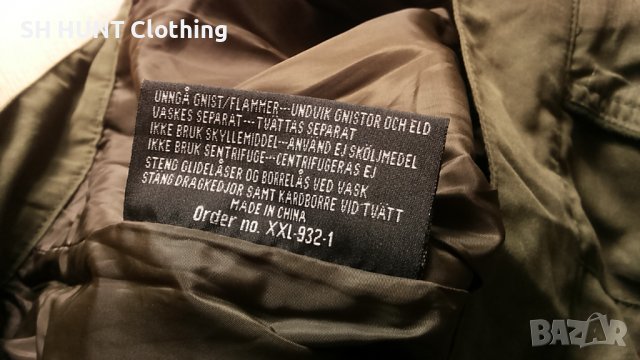 SH HUNT Clothing
UNNGÅ GNIST/FLAMMER---UNDVIK GNISTOR OCH ELD
VASKES SEPARAT---TVÄTTAS SEPARAT
IKKE BRUK SKYLLEMIDDEL---ANVÄND EJ SKÖLJMEDEL
IKKE BRUK SENTRIFUGE---CENTRIFUGERAS EJ
STENG GLIDELÅSER OG BORRELÅS VED VASK
STÄNG DRAGKEDJOR SAMT KARDBORRE VID TVÄTT
MADE IN CHINA
Order no. XXL-932-1
BAZAR